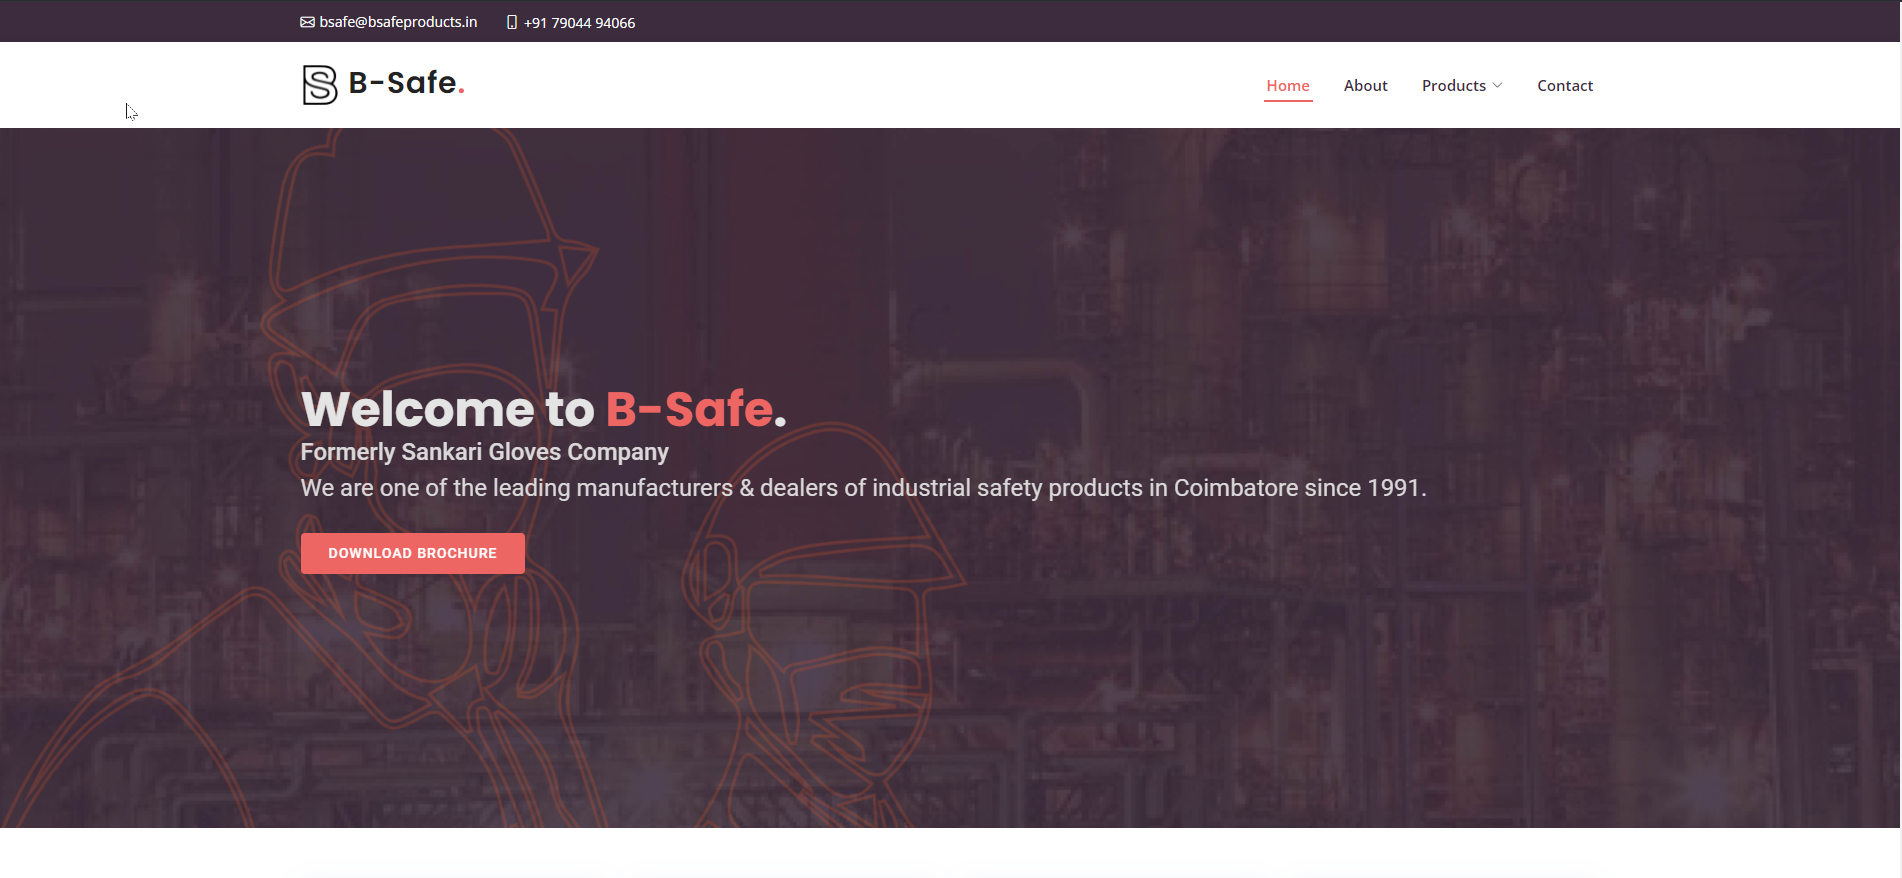 bsafe@bsafeproducts.in +91 79044 94066
B-Safe.
Home About Products Contact
Welcome to B-Safe.
Formerly Sankari Gloves Company
We are one of the leading manufacturers & dealers of industrial safety products in Coimbatore since 1991.
DOWNLOAD BROCHURE